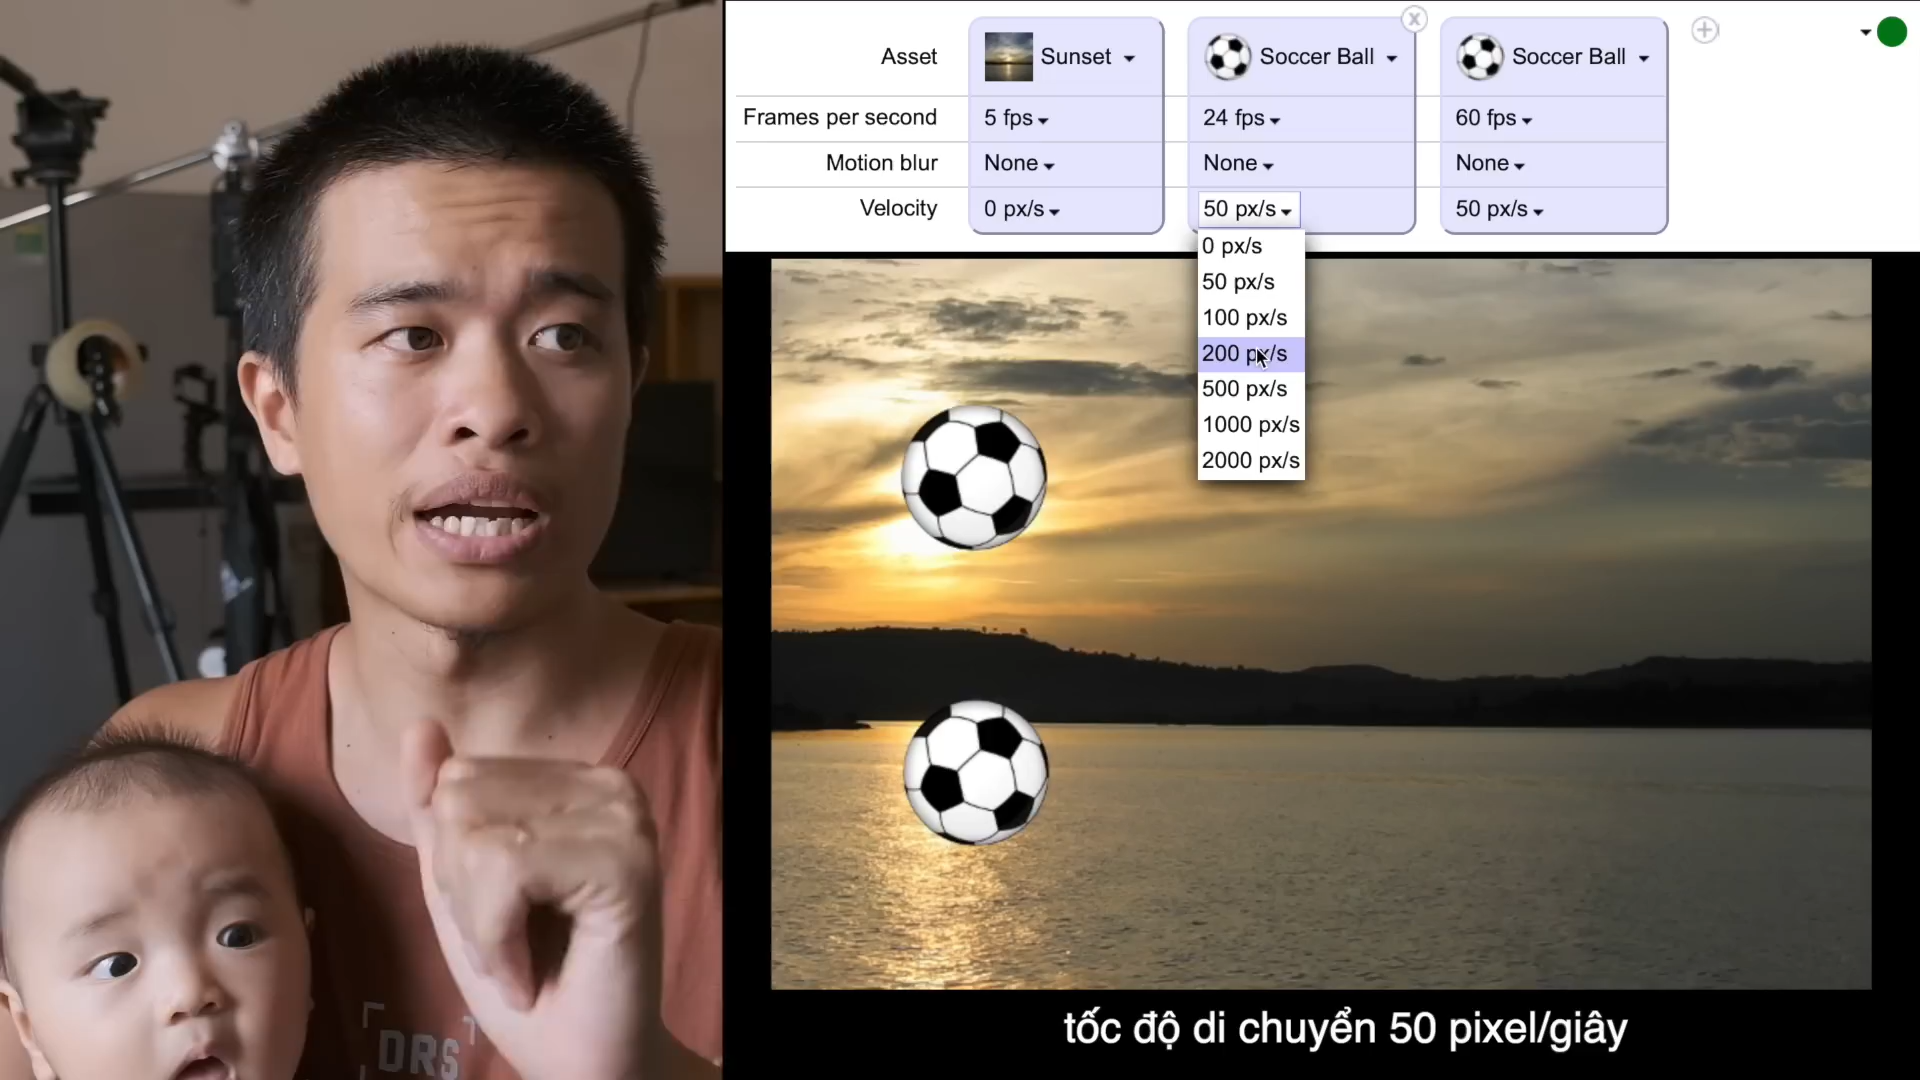 Asset Sunset Soccer Ball Soccer Ball
Frames per second 5 fps 24 fps 60 fps
Motion blur None None None
Velocity 0 px/s 50 px/s 50 px/s
0 px/s
50 px/s
100 px/s
200 px/s
500 px/s
1000 px/s
2000 px/s
DRS
tốc độ di chuyển 50 pixel/giây